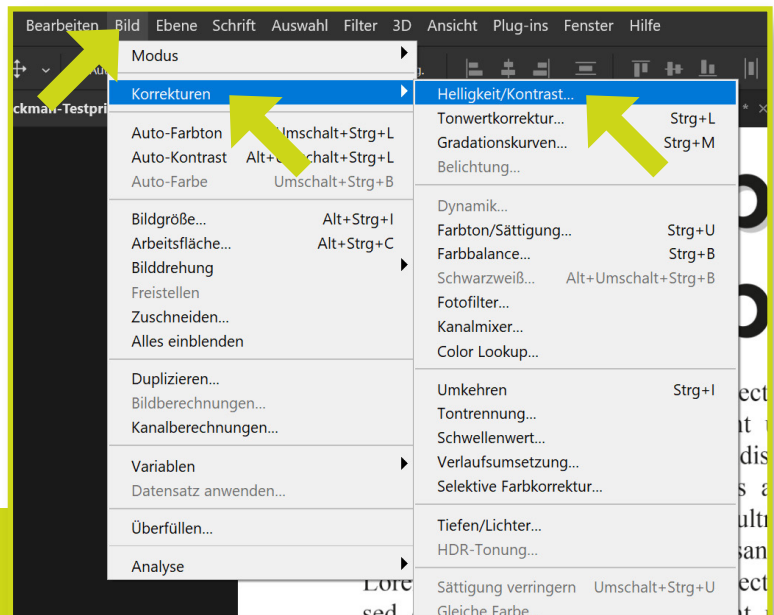 Bearbeiten Bild Ebene Schrift Auswahl Filter 3D Ansicht Plug-ins Fenster Hilfe
Modus
Korrekturen
Auto-Farbton Umschalt+Strg+L
Auto-Kontrast Alt+Umschalt+Strg+L
Auto-Farbe Umschalt+Strg+B
Bildgröße... Alt+Strg+I
Arbeitsfläche... Alt+Strg+C
Bilddrehung
Freistellen
Zuschneiden...
Alles einblenden
Duplizieren...
Bildberechnungen...
Kanalberechnungen...
Variablen
Datensatz anwenden...
Überfüllen...
Analyse
Helligkeit/Kontrast...
Tonwertkorrektur... Strg+L
Gradationskurven... Strg+M
Belichtung...
Dynamik...
Farbton/Sättigung... Strg+U
Farbbalance... Strg+B
Schwarzweiß... Alt+Umschalt+Strg+B
Fotofilter...
Kanalmixer...
Color Lookup...
Umkehren Strg+I
Tontrennung...
Schwellenwert...
Verlaufsumsetzung...
Selektive Farbkorrektur...
Tiefen/Lichter...
HDR-Tonung...
Sättigung verringern Umschalt+Strg+U
Gleiche Farbe
sed